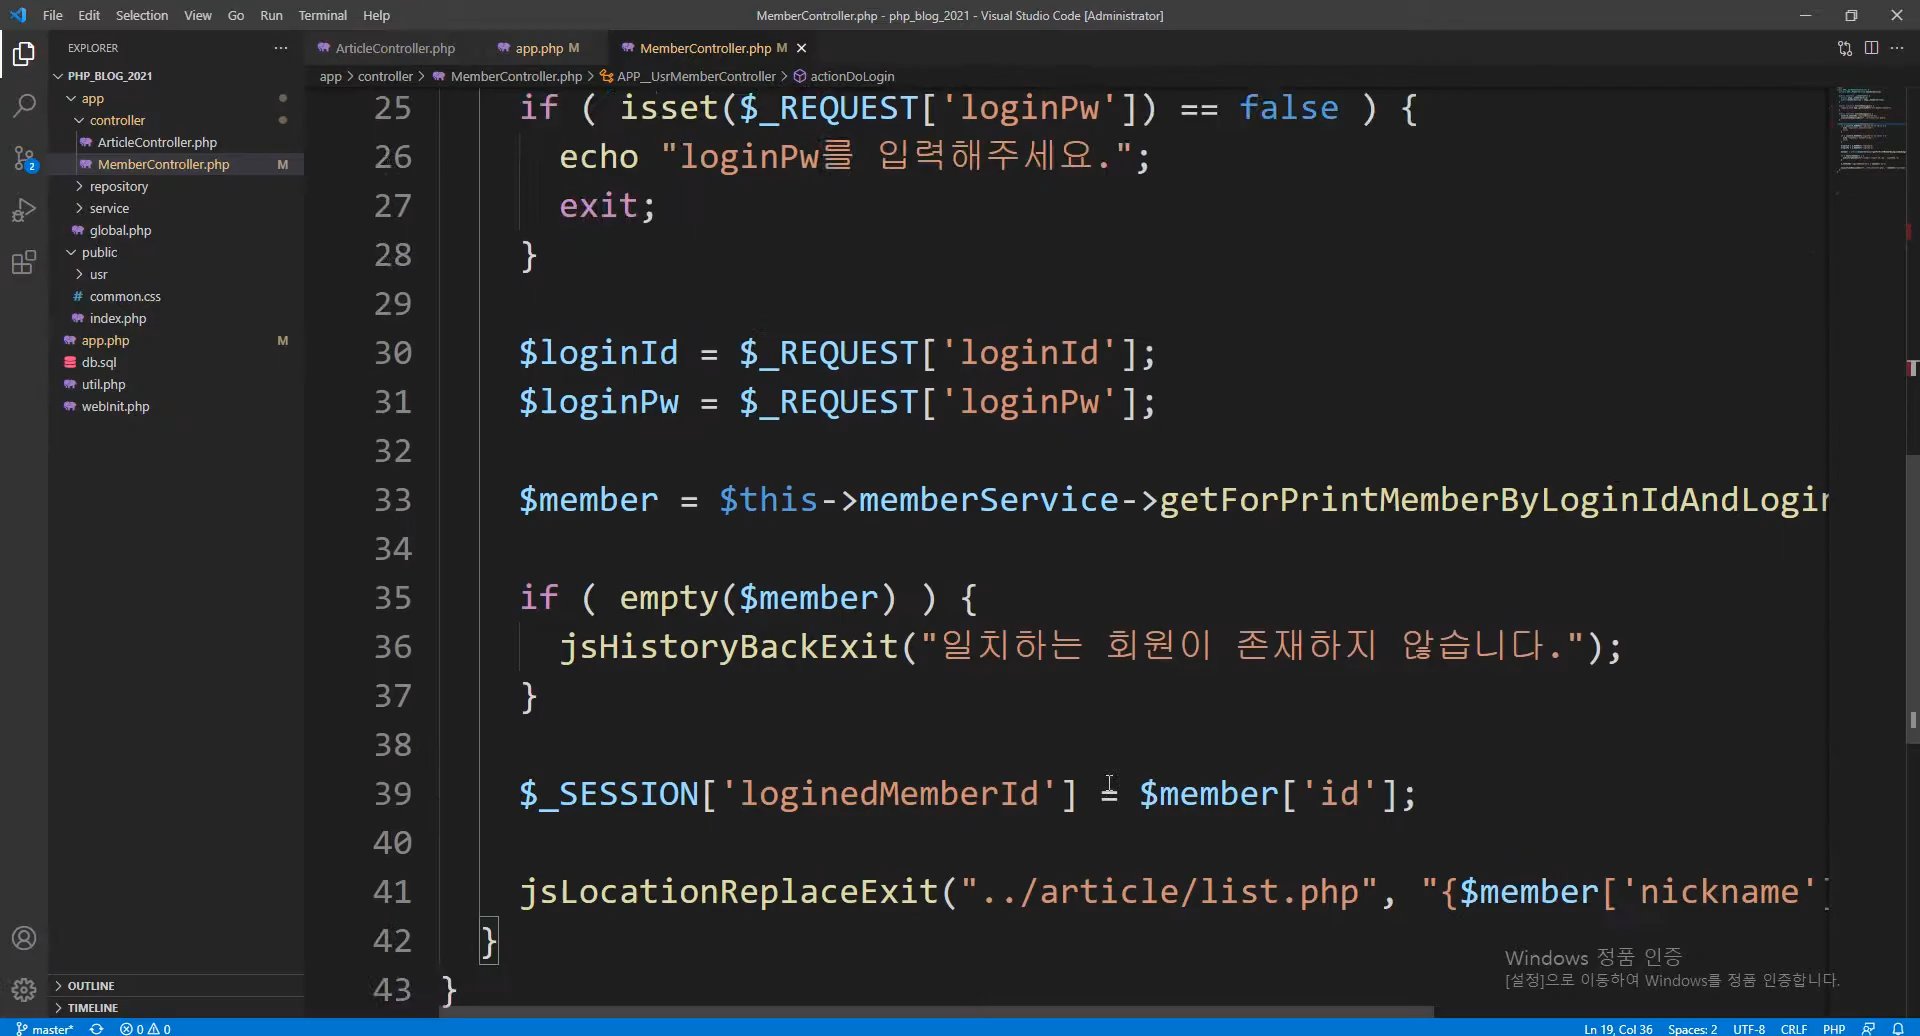 File Edit Selection View Go Run Terminal Help
MemberController.php - php_blog_2021 - Visual Studio Code [Administrator]
EXPLORER
PHP_BLOG_2021
app
controller
ArticleController.php
MemberController.php M
repository
service
global.php
public
usr
# common.css
index.php
app.php M
db.sql
util.php
webInit.php
OUTLINE
TIMELINE
2
ArticleController.php app.php M MemberController.php M
app > controller > MemberController.php > APP__UsrMemberController > actionDoLogin
25 if ( isset($_REQUEST['loginPw']) == false ) {
26 echo "loginPw를 입력해주세요.";
27 exit;
28 }
29
30 $loginId = $_REQUEST['loginId'];
31 $loginPw = $_REQUEST['loginPw'];
32
33 $member = $this->memberService->getForPrintMemberByLoginIdAndLogin
34
35 if ( empty($member) ) {
36 jsHistoryBackExit("일치하는 회원이 존재하지 않습니다.");
37 }
38
39 $_SESSION['loginedMemberId'] = $member['id'];
40
41 jsLocationReplaceExit("../article/list.php", "{$member['nickname']
42 }
43 }
Windows 정품 인증
[설정]으로 이동하여 Windows를 정품 인증합니다.
master* 0 0 Ln 19, Col 36 Spaces: 2 UTF-8 CRLF PHP